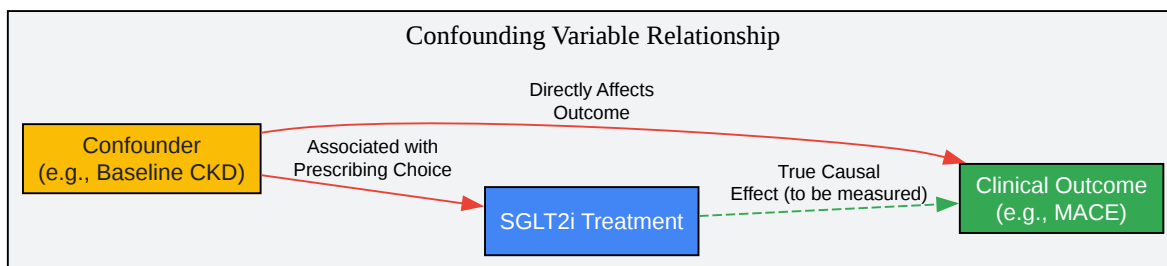 Confounding Variable Relationship
Directly Affects
Outcome
Confounder
(e.g., Baseline CKD)
Associated with
Prescribing Choice
SGLT2i Treatment
True Causal
Effect (to be measured)
Clinical Outcome
(e.g., MACE)